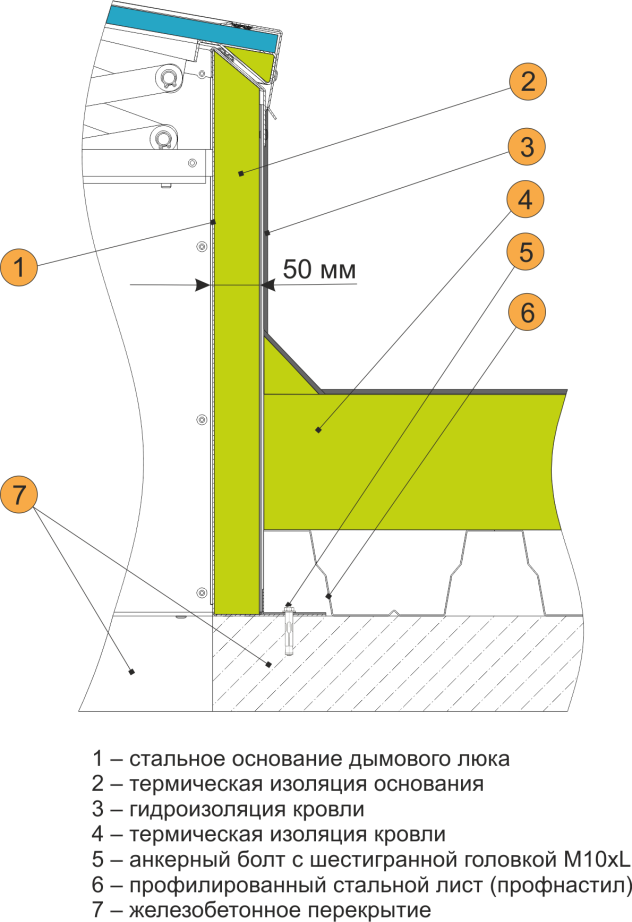 2
3
4
5
50 мм
1
6
7
1 – стальное основание дымового люка
2 – термическая изоляция основания
3 – гидроизоляция кровли
4 – термическая изоляция кровли
5 – анкерный болт с шестигранной головкой М10хL
6 – профилированный стальной лист (профнастил)
7 – железобетонное перекрытие